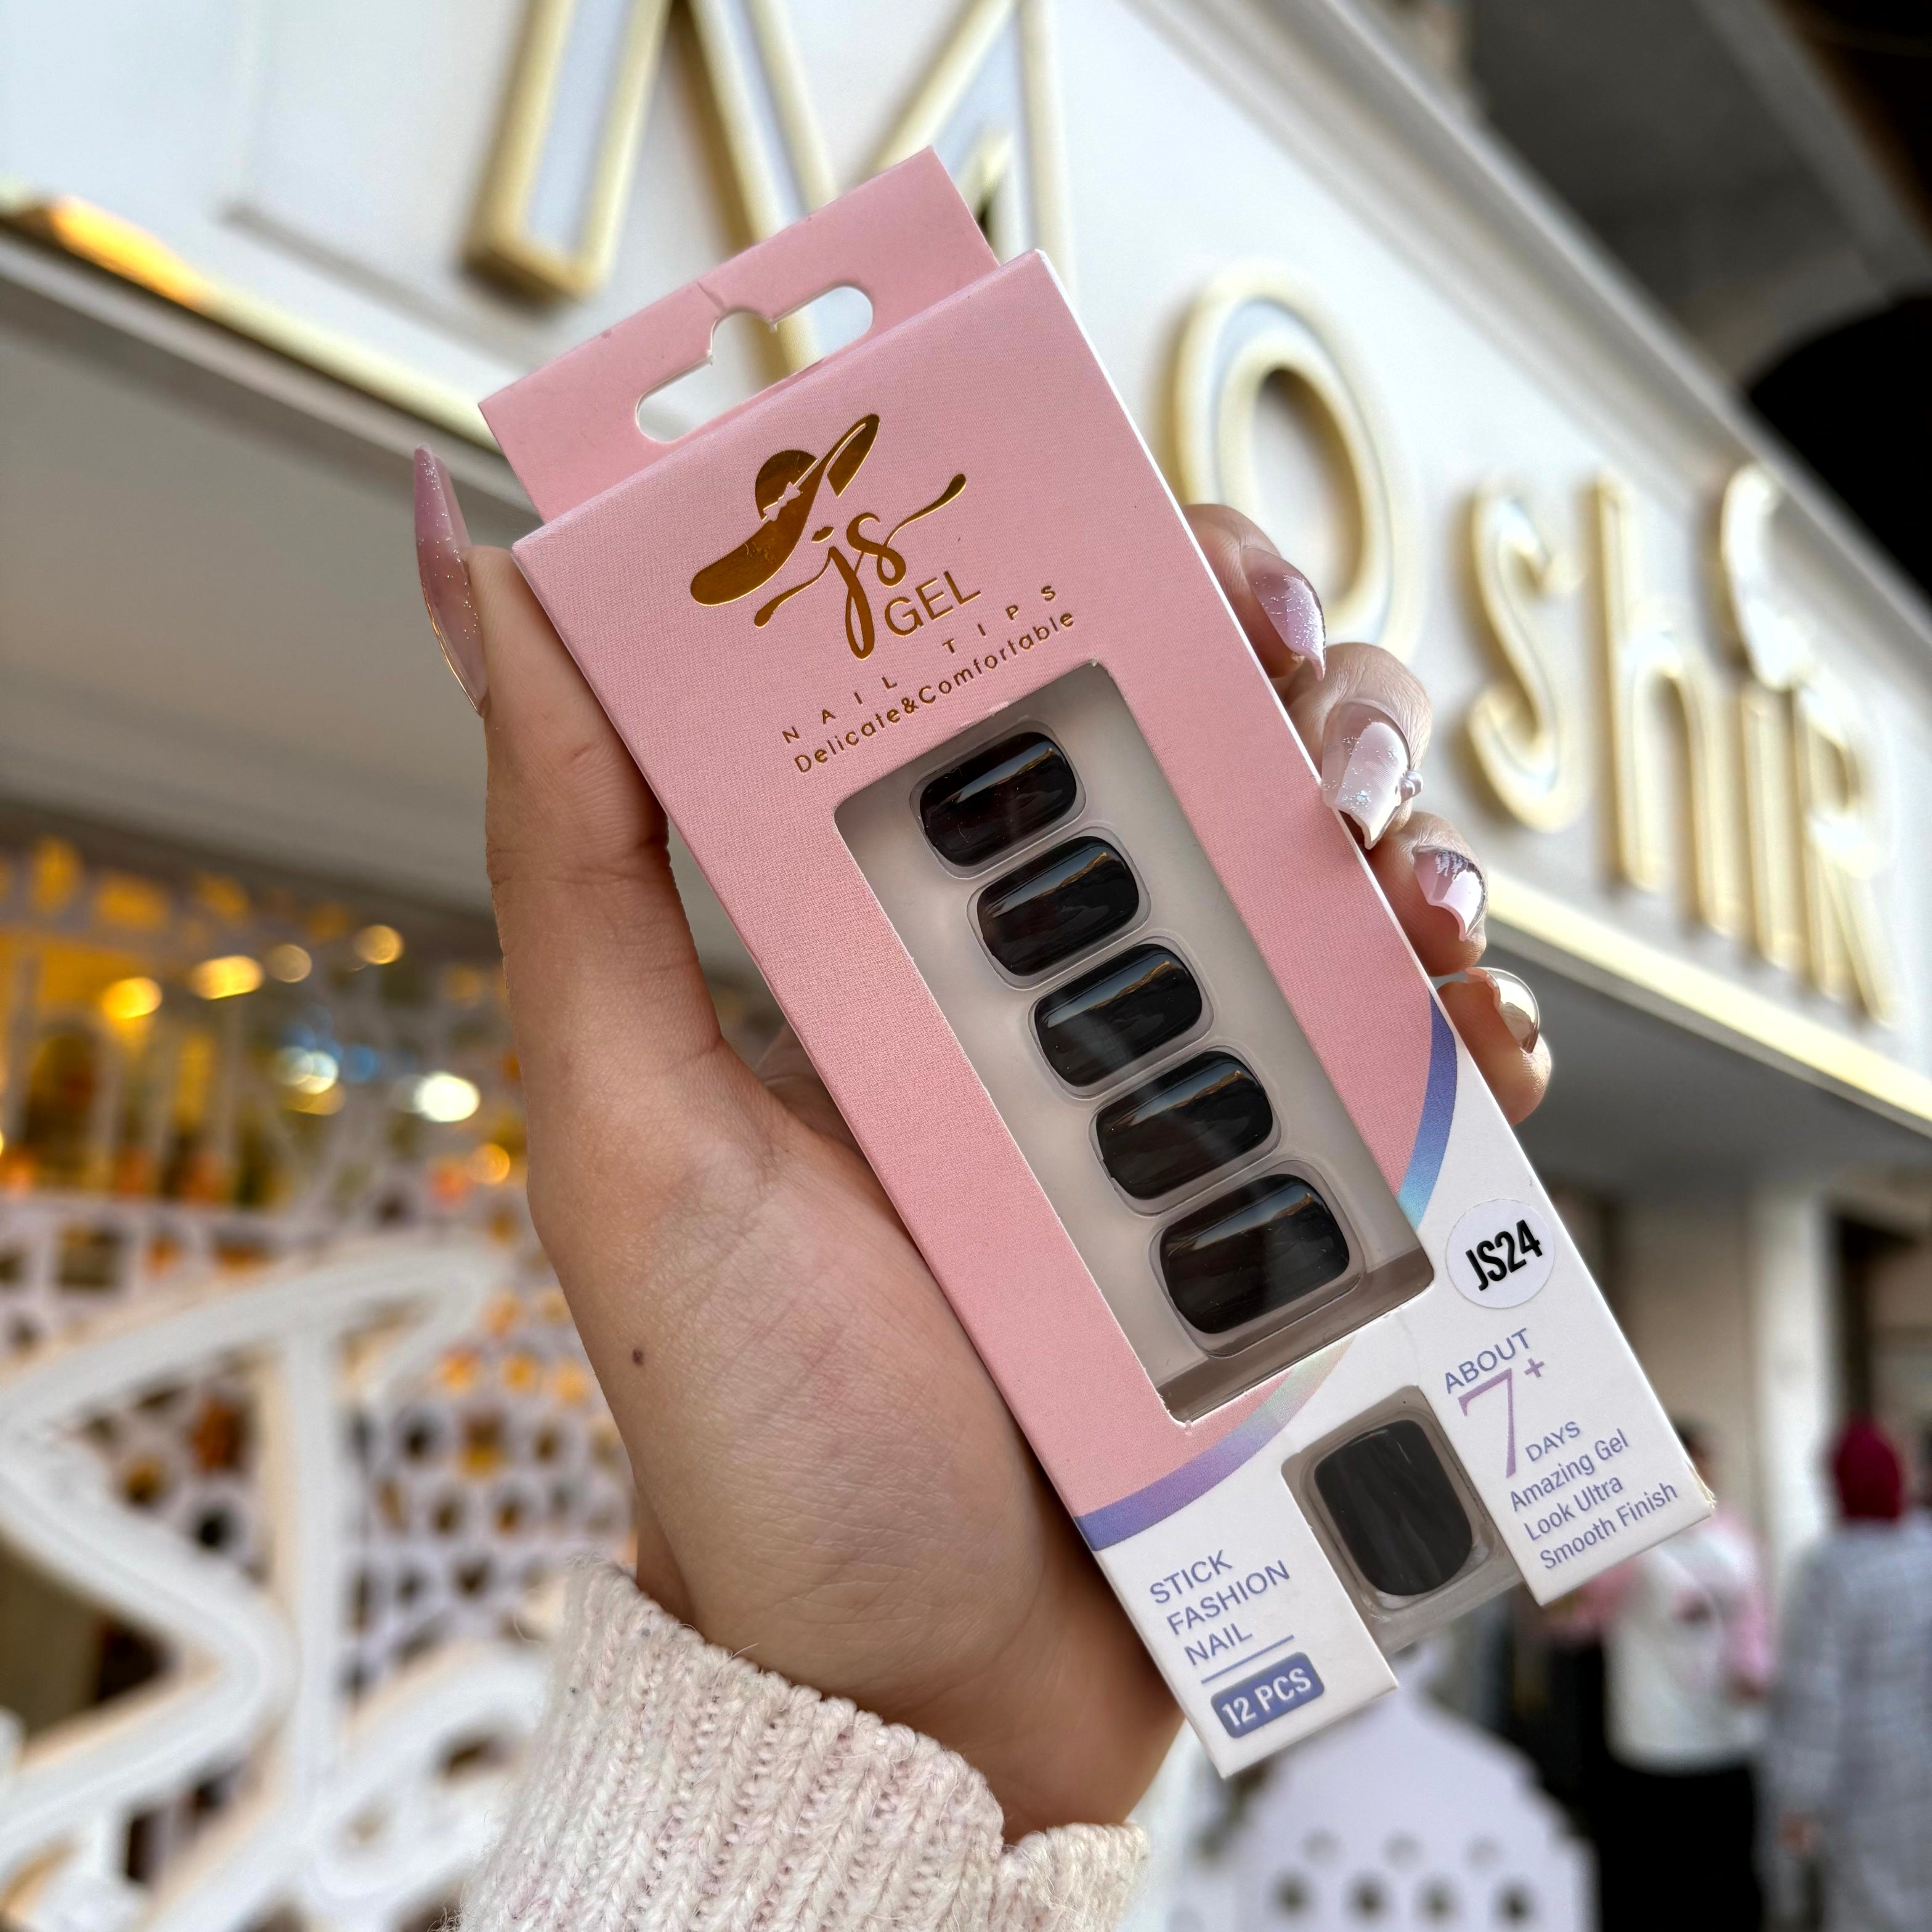 Moshir
js
GEL
NAIL TIPS
Delicate&Comfortable
JS24
ABOUT
7+
DAYS
Amazing Gel
Look Ultra
Smooth Finish
STICK
FASHION
NAIL
12 PCS